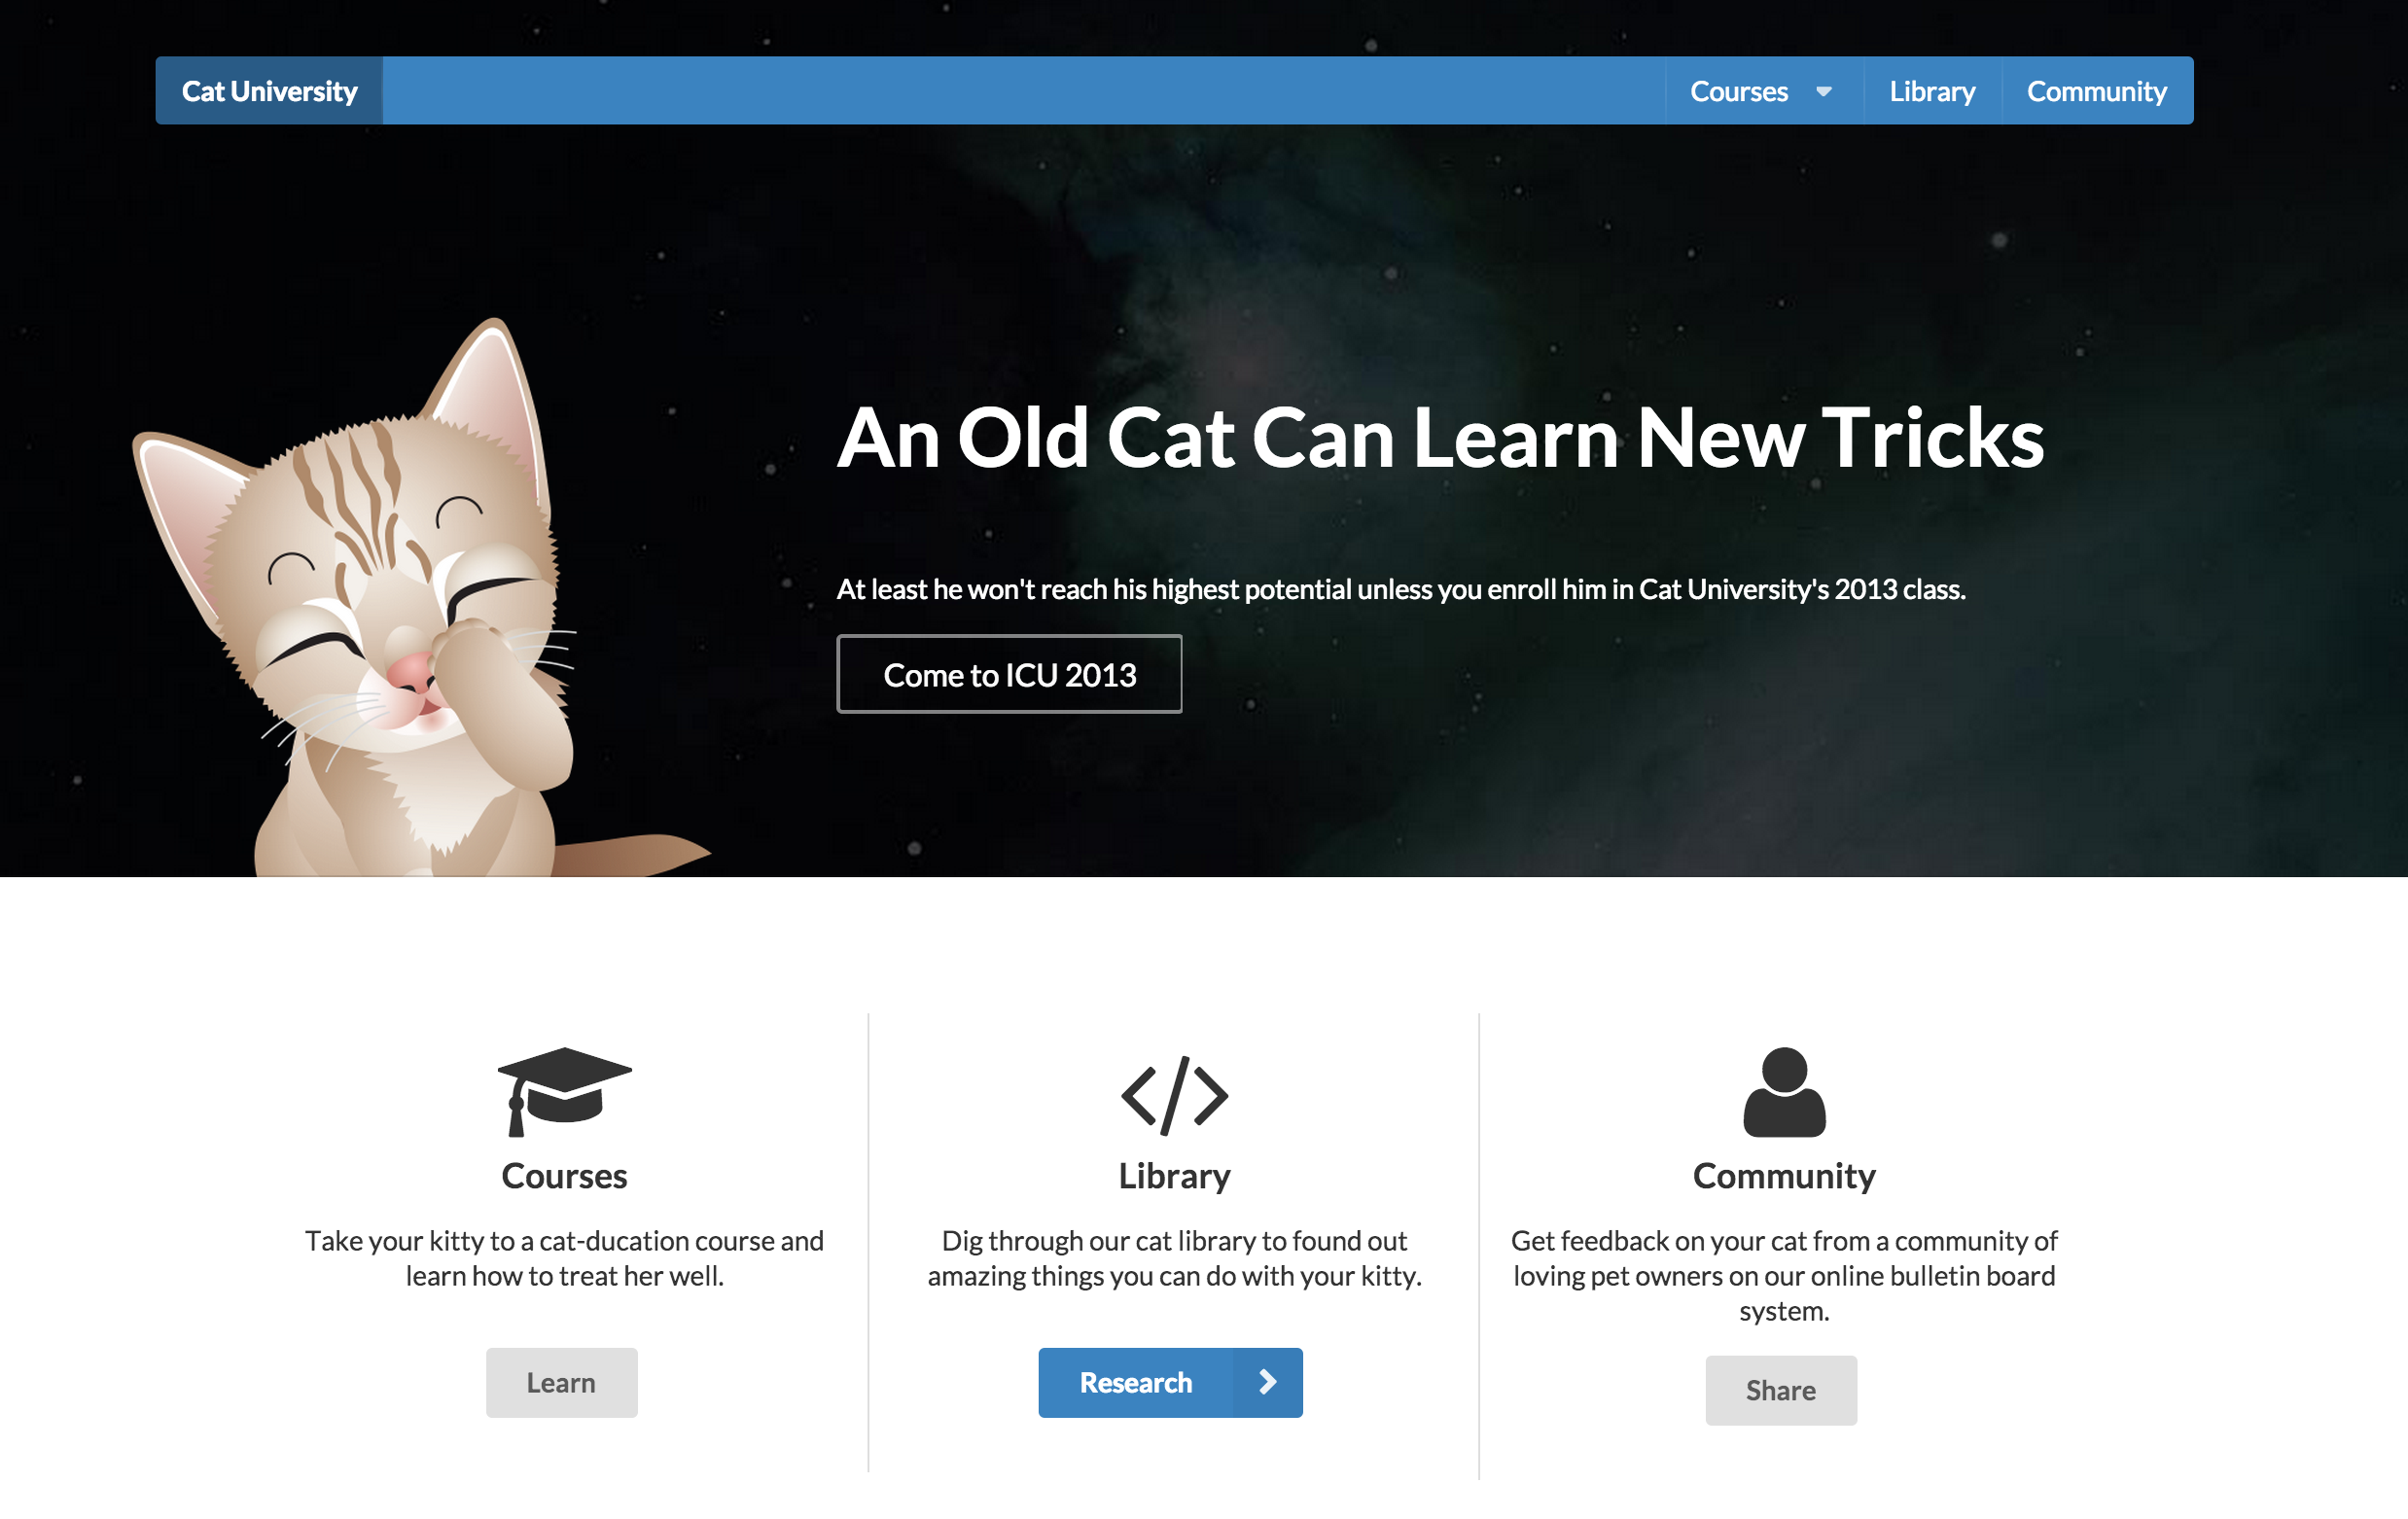 Cat University
Courses
Library
Community
An Old Cat Can Learn New Tricks
At least he won't reach his highest potential unless you enroll him in Cat University's 2013 class.
Come to ICU 2013
Courses
Take your kitty to a cat-ducation course and
learn how to treat her well.
Learn
Library
Dig through our cat library to found out
amazing things you can do with your kitty.
Research
Community
Get feedback on your cat from a community of
loving pet owners on our online bulletin board
system.
Share